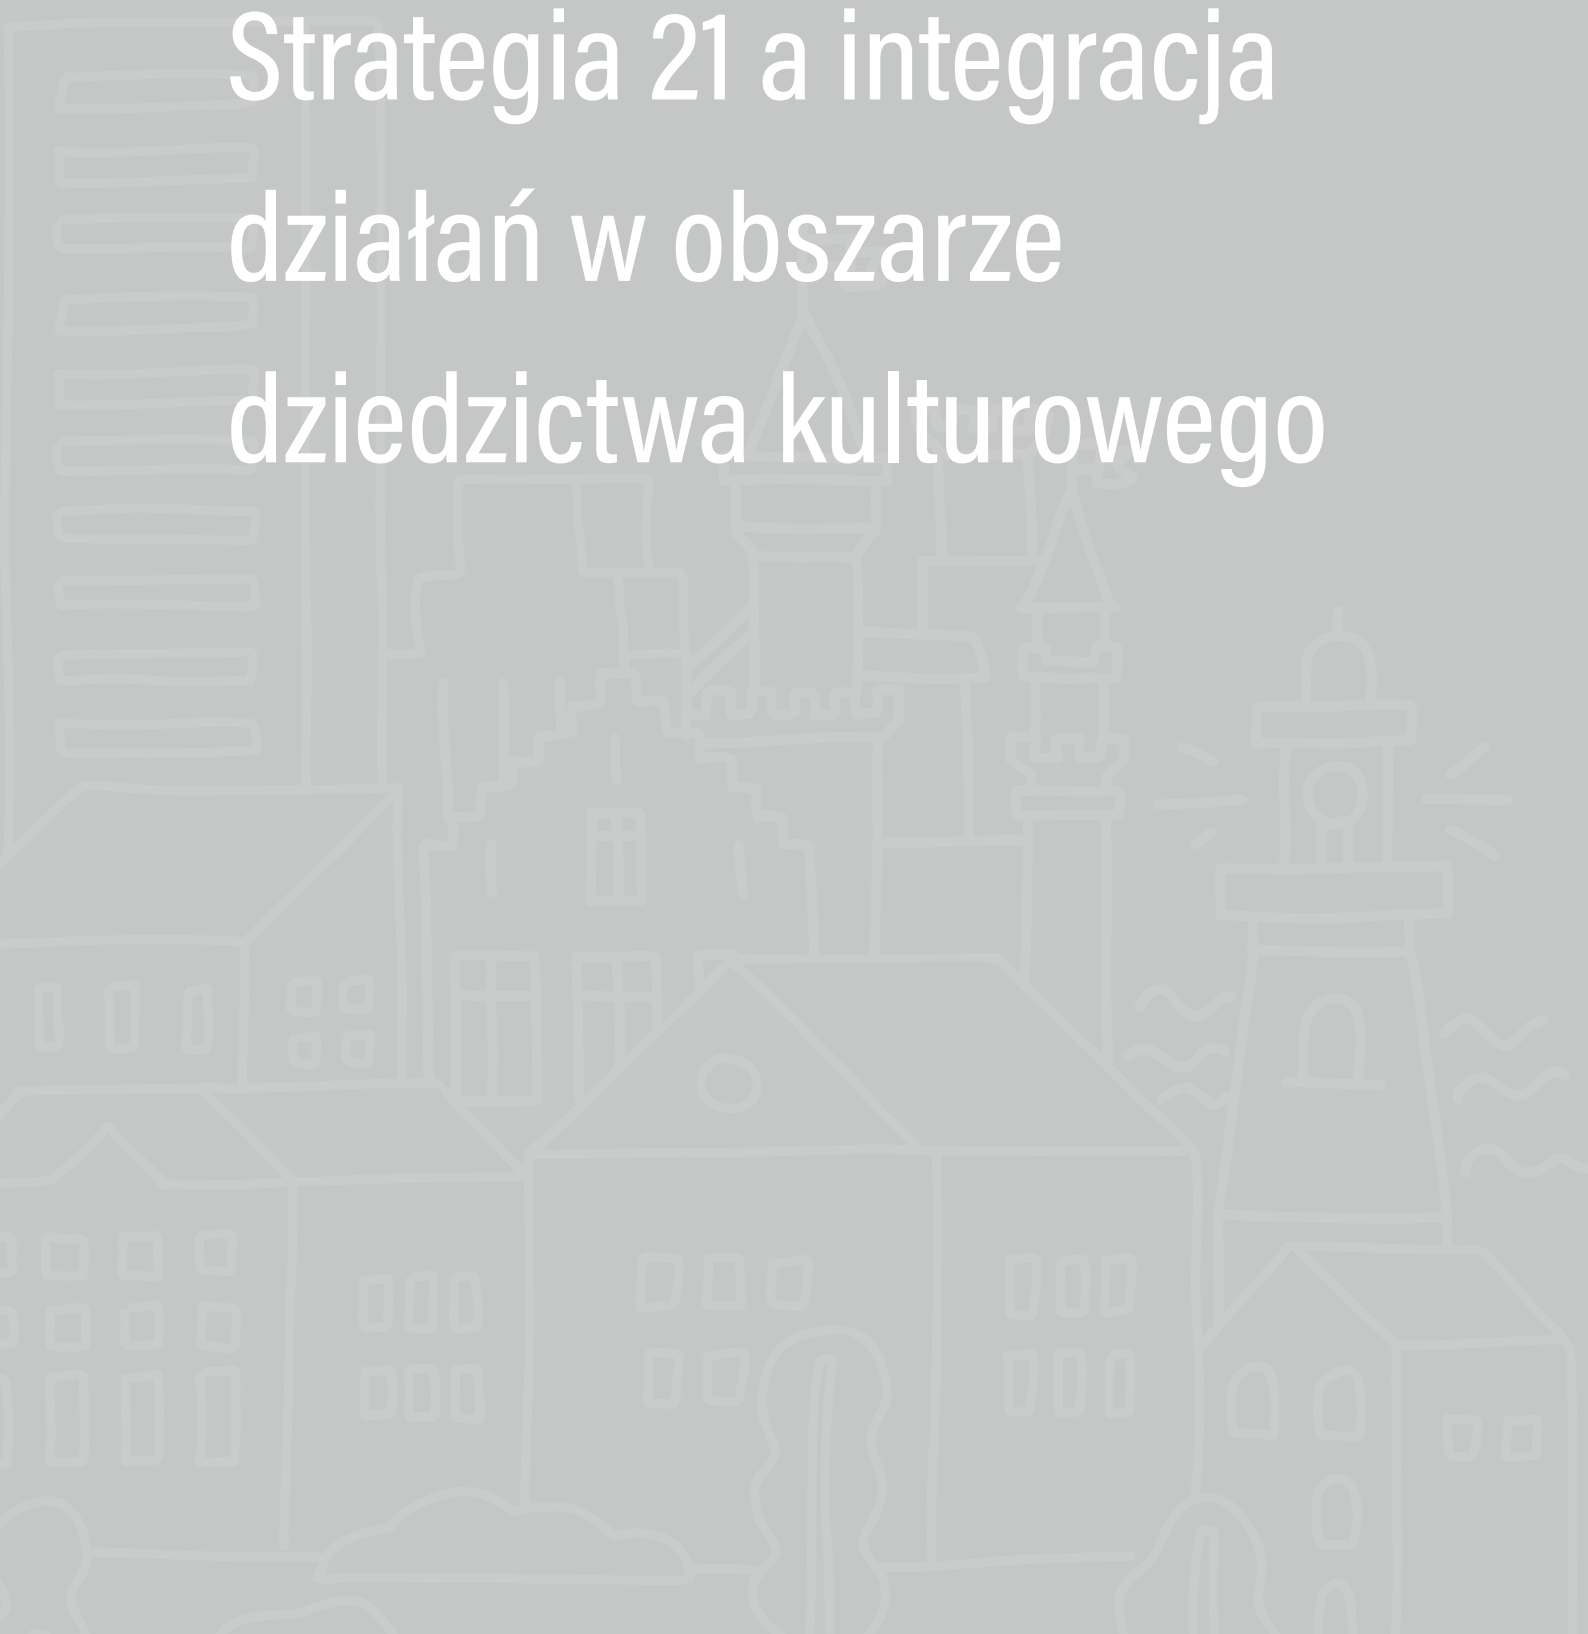 Strategia 21 a integracja
działań w obszarze
dziedzictwa kulturowego